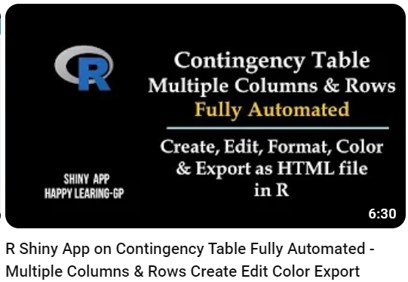 R
Contingency Table
Multiple Columns & Rows
Fully Automated
Create, Edit, Format, Color
& Export as HTML file
in R
SHINY APP
HAPPY LEARING-GP
6:30
R Shiny App on Contingency Table Fully Automated -
Multiple Columns & Rows Create Edit Color Export